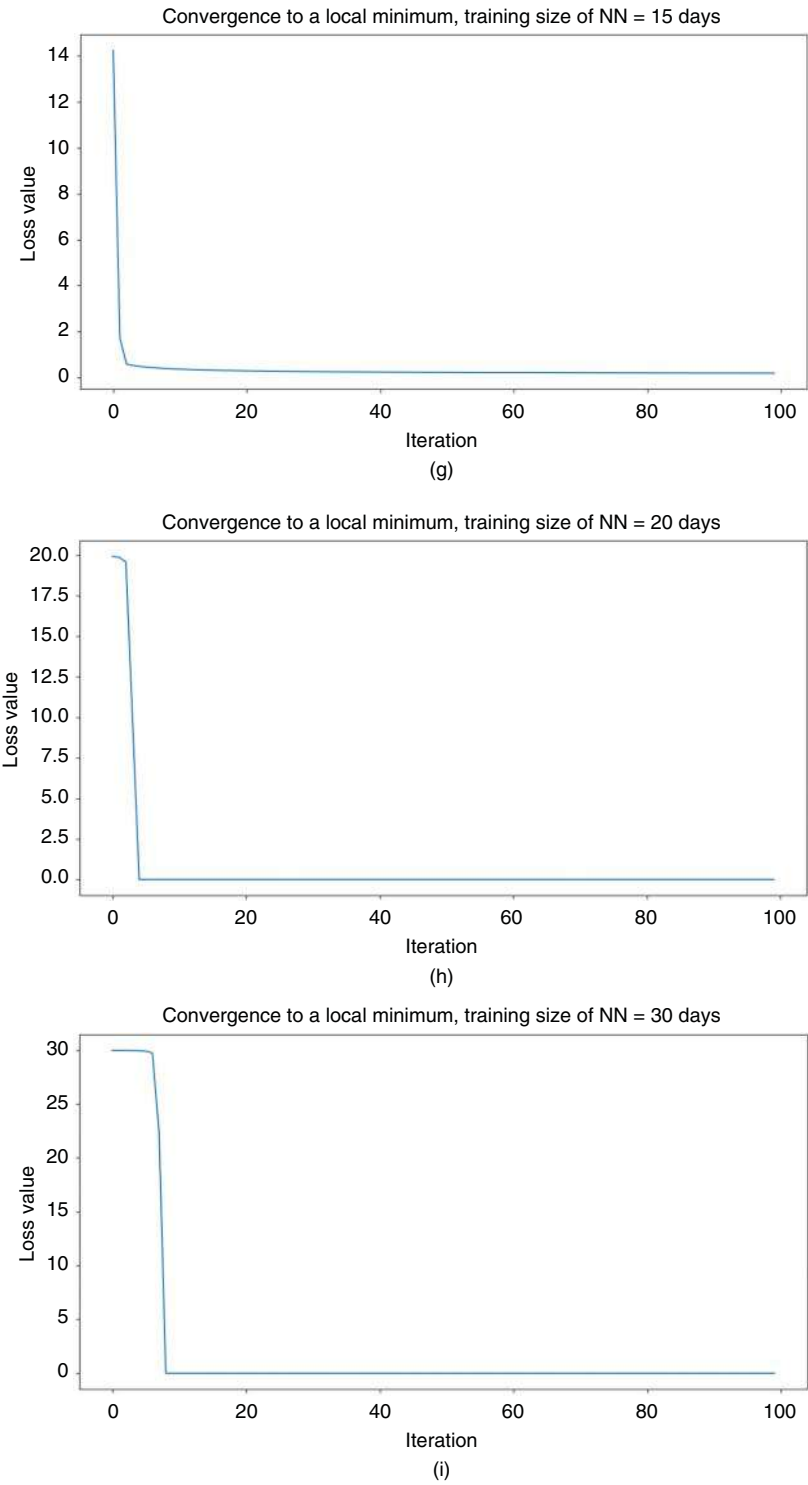 Convergence to a local minimum, training size of NN = 15 days
14
12
10
8
6
4
2
0
Loss value
0 20 40 60 80 100
Iteration
(g)
Convergence to a local minimum, training size of NN = 20 days
20.0
17.5
15.0
12.5
10.0
7.5
5.0
2.5
0.0
Loss value
0 20 40 60 80 100
Iteration
(h)
Convergence to a local minimum, training size of NN = 30 days
30
25
20
15
10
5
0
Loss value
0 20 40 60 80 100
Iteration
(i)